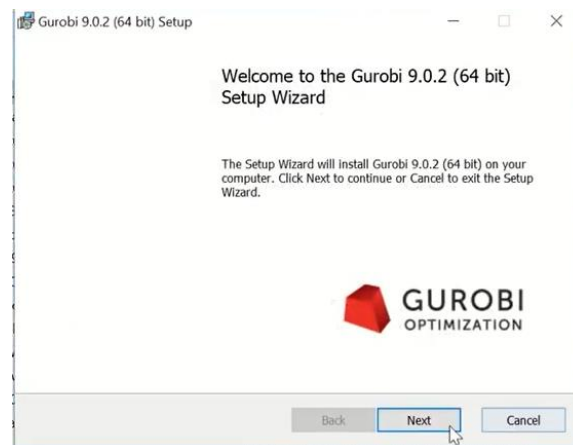 Gurobi 9.0.2 (64 bit) Setup
Welcome to the Gurobi 9.0.2 (64 bit)
Setup Wizard
The Setup Wizard will install Gurobi 9.0.2 (64 bit) on your
computer. Click Next to continue or Cancel to exit the Setup
Wizard.
GUROBI
OPTIMIZATION
Back Next Cancel